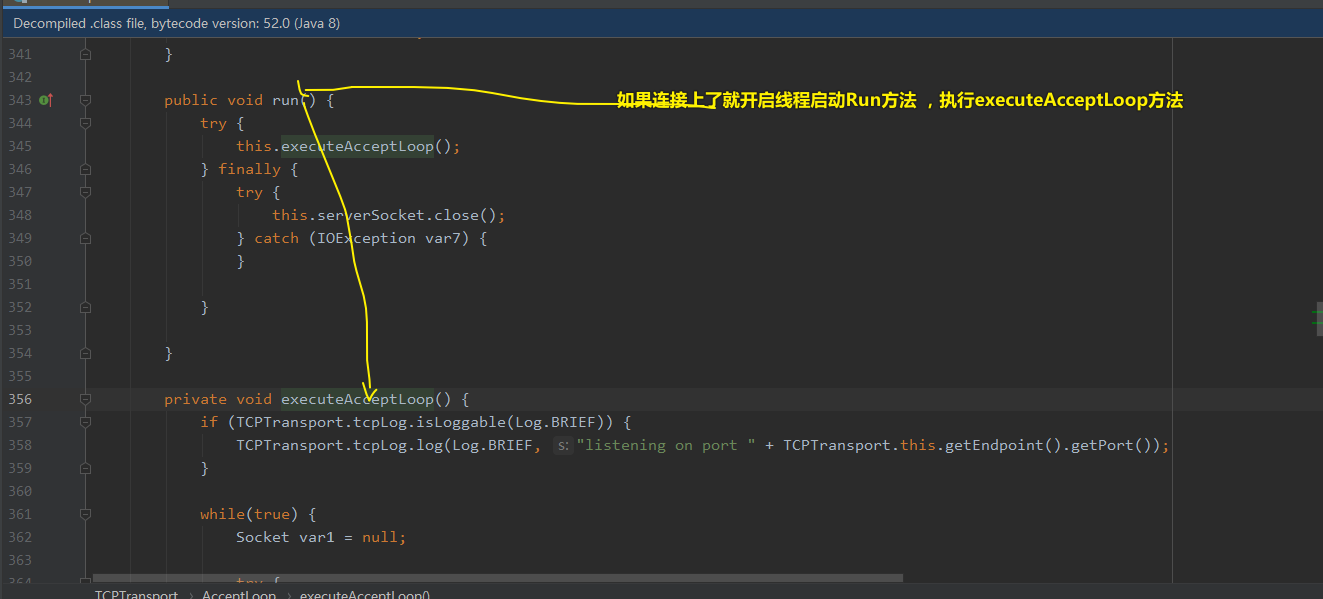 Decompiled .class file, bytecode version: 52.0 (Java 8)
341 }
342
343 public void run() { 如果连接上了就开启线程启动Run方法 ，执行executeAcceptLoop方法
344 try {
345 this.executeAcceptLoop();
346 } finally {
347 try {
348 this.serverSocket.close();
349 } catch (IOException var7) {
350 }
351
352 }
353
354 }
355
356 private void executeAcceptLoop() {
357 if (TCPTransport.tcpLog.isLoggable(Log.BRIEF)) {
358 TCPTransport.tcpLog.log(Log.BRIEF, s: "listening on port " + TCPTransport.this.getEndpoint().getPort());
359 }
360
361 while(true) {
362 Socket var1 = null;
363
364 try {
TCPTransport › AcceptLoop › executeAcceptLoop()